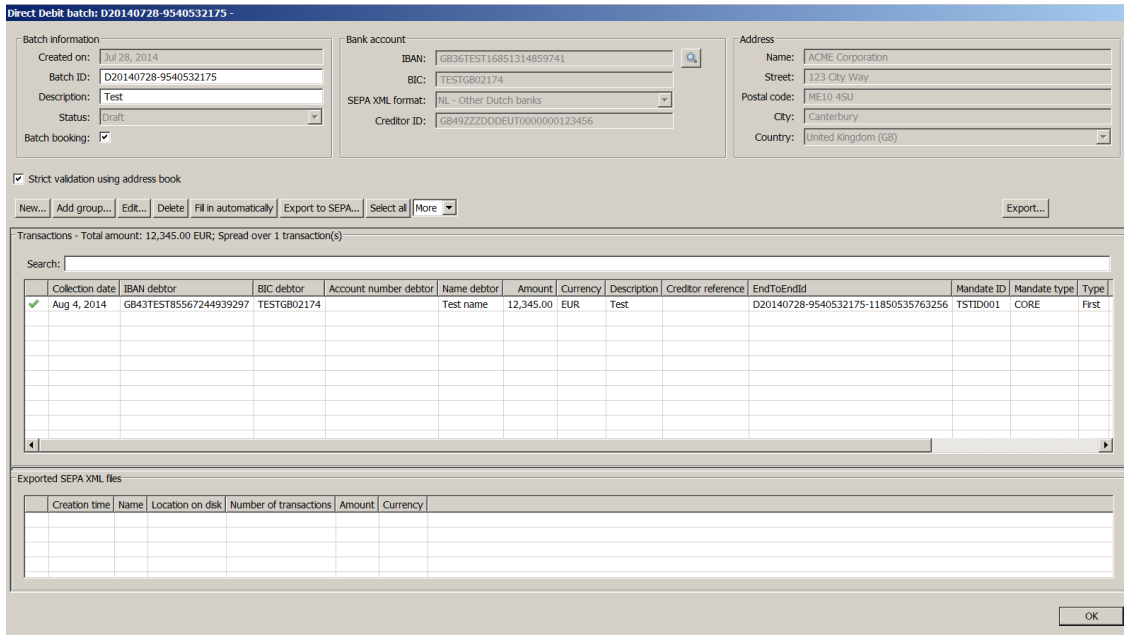 Direct Debit batch: D20140728-9540532175 -
Batch information
Created on: Jul 28, 2014
Batch ID: D20140728-9540532175
Description: Test
Status: Draft
Batch booking:
Bank account
IBAN: GB36TEST16851314859741
BIC: TESTGB02174
SEPA XML format: NL - Other Dutch banks
Creditor ID: GB49ZZZDDDEUT0000000123456
Address
Name: ACME Corporation
Street: 123 City Way
Postal code: ME10 4SU
City: Canterbury
Country: United Kingdom (GB)
Strict validation using address book
New... Add group... Edit... Delete Fill in automatically Export to SEPA... Select all More Export...
Transactions - Total amount: 12,345.00 EUR; Spread over 1 transaction(s)
Search:
Collection date IBAN debtor BIC debtor Account number debtor Name debtor Amount Currency Description Creditor reference EndToEndId Mandate ID Mandate type Type
Aug 4, 2014 GB43TEST85567244939297 TESTGB02174 Test name 12,345.00 EUR Test D20140728-9540532175-11850535763256 TSTID001 CORE First
Exported SEPA XML files
Creation time Name Location on disk Number of transactions Amount Currency
OK